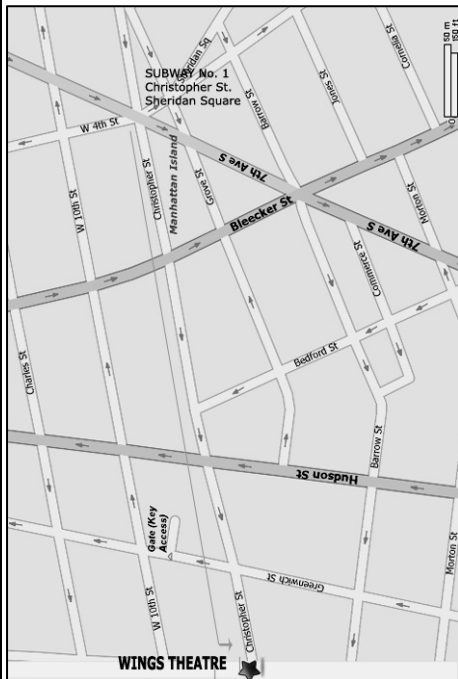 Sheridan Sq
SUBWAY No. 1
Christopher St.
Sheridan Square
Cornelia St
50 m
150 ft
0
Jones St
Barrow St
W 4th St
Manhattan Island
Christopher St
Grove St
7th Ave S
W 10th St
Bleecker St
Morton St
7th Ave S
Commerce St
Bedford St
Charles St
Barrow St
Hudson St
Gate (Key
Access)
Greenwich St
Morton St
W 10th St
Christopher St
WINGS THEATRE